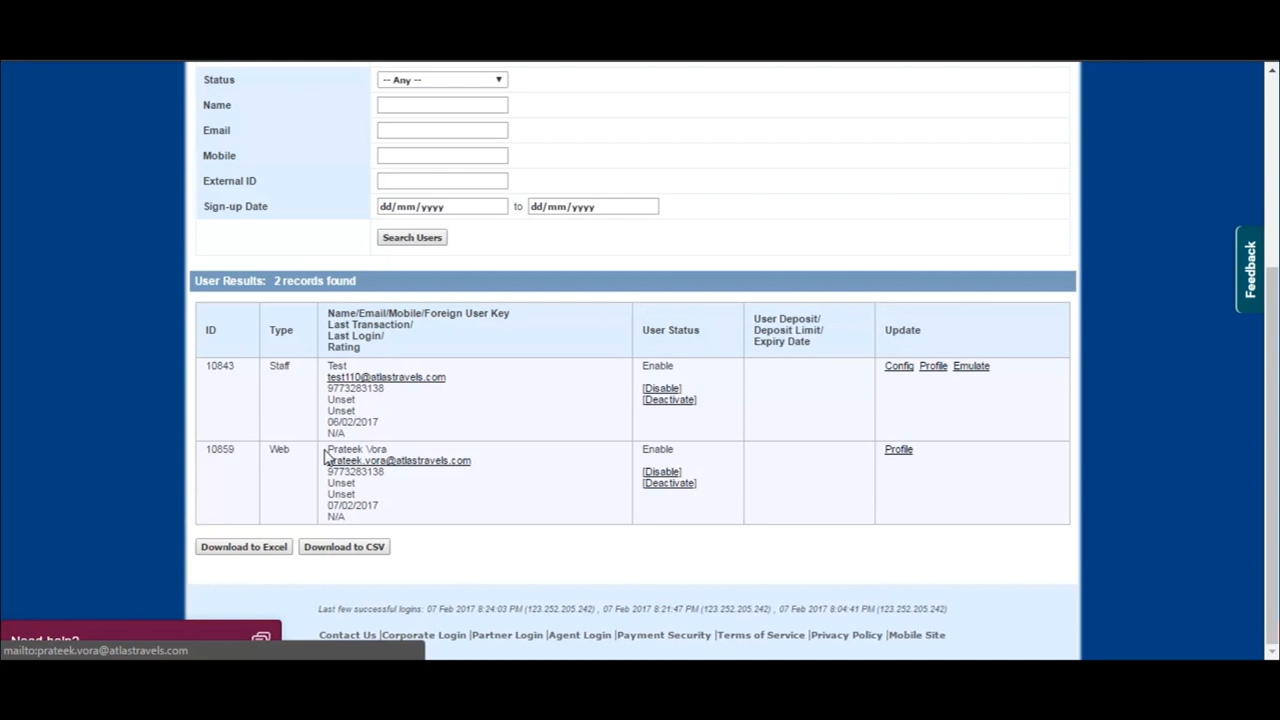 Status
-- Any --
Name
Email
Mobile
External ID
Sign-up Date dd/mm/yyyy to dd/mm/yyyy
Search Users
User Results: 2 records found
ID
Type
Name/Email/Mobile/Foreign User Key
Last Transaction/
Last Login/
Rating
User Status
User Deposit/
Deposit Limit/
Expiry Date
Update
10843
Staff
Test
test110@atlastravels.com
9773283138
Unset
Unset
06/02/2017
N/A
Enable
[Disable]
[Deactivate]
Config Profile Emulate
10859
Web
Prateek Vora
prateek.vora@atlastravels.com
9773283138
Unset
Unset
07/02/2017
N/A
Enable
[Disable]
[Deactivate]
Profile
Download to Excel Download to CSV
Last few successful logins: 07 Feb 2017 8:24:03 PM (123.252.205.242) , 07 Feb 2017 8:21:47 PM (123.252.205.242) , 07 Feb 2017 8:04:41 PM (123.252.205.242)
Contact Us |Corporate Login |Partner Login |Agent Login |Payment Security |Terms of Service |Privacy Policy |Mobile Site
Need help?
mailto:prateek.vora@atlastravels.com
Feedback